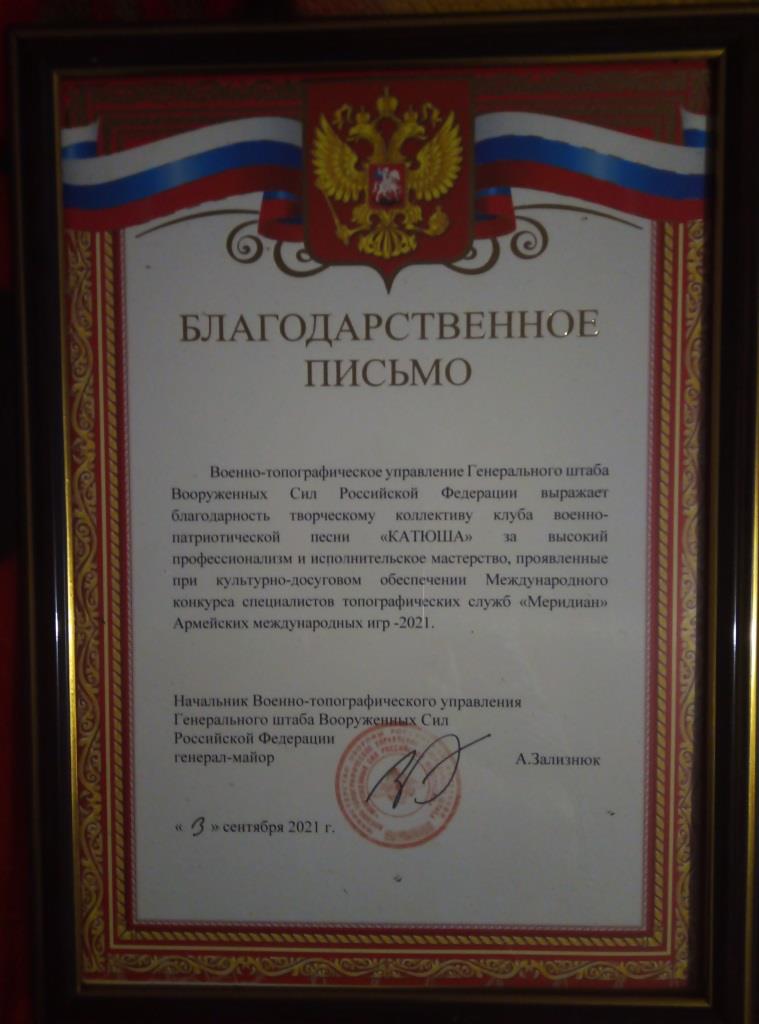 БЛАГОДАРСТВЕННОЕ
ПИСЬМО
Военно-топографическое управление Генерального штаба
Вооруженных Сил Российской Федерации выражает
благодарность творческому коллективу клуба военно-
патриотической песни «КАТЮША» за высокий
профессионализм и исполнительское мастерство, проявленные
при культурно-досуговом обеспечении Международного
конкурса специалистов топографических служб «Меридиан»
Армейских международных игр -2021.
Начальник Военно-топографического управления
Генерального штаба Вооруженных Сил
Российской Федерации
генерал-майор А.Зализнюк
« 3 » сентября 2021 г.